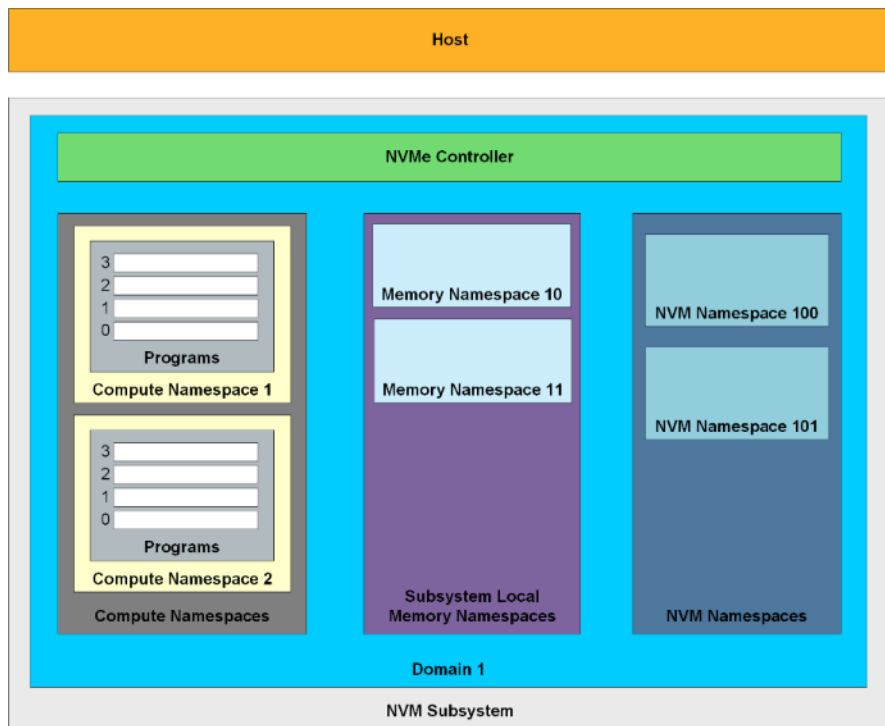 Host
NVMe Controller
3
2
1
0
Programs
Compute Namespace 1
3
2
1
0
Programs
Compute Namespace 2
Compute Namespaces
Memory Namespace 10
Memory Namespace 11
Subsystem Local
Memory Namespaces
NVM Namespace 100
NVM Namespace 101
NVM Namespaces
Domain 1
NVM Subsystem